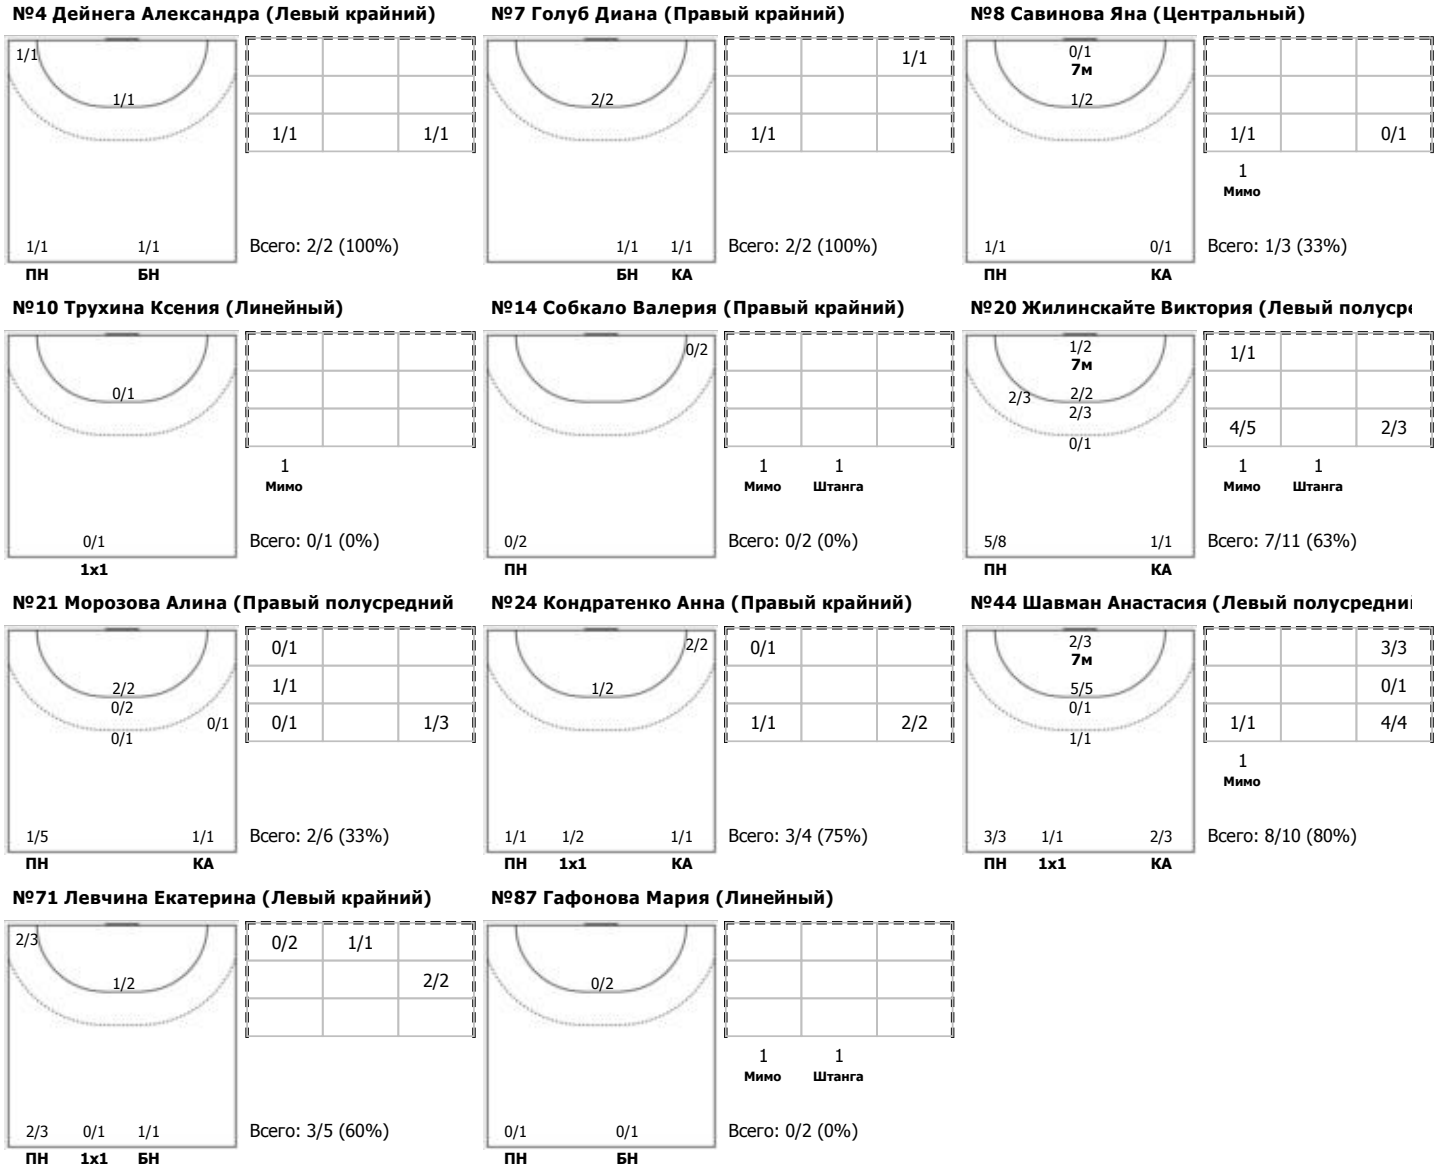 №4 Дейнега Александра (Левый крайний)
1/1
1/1
1/1 1/1
1/1 1/1
Всего: 2/2 (100%)
ПН БН
№7 Голуб Диана (Правый крайний)
1/1
2/2
1/1
1/1 1/1
Всего: 2/2 (100%)
БН КА
№8 Савинова Яна (Центральный)
0/1
7м
1/2
1/1 0/1
1
Мимо
1/1 0/1
Всего: 1/3 (33%)
ПН КА
№10 Трухина Ксения (Линейный)
0/1
1
Мимо
0/1
Всего: 0/1 (0%)
1x1
№14 Собкало Валерия (Правый крайний)
0/2
1 1
Мимо Штанга
0/2
Всего: 0/2 (0%)
ПН
№20 Жилинскайте Виктория (Левый полусре
1/2
7м
1/1
2/3 2/2
2/3
4/5 2/3
0/1
1 1
Мимо Штанга
5/8 1/1
Всего: 7/11 (63%)
ПН КА
№21 Морозова Алина (Правый полусредний
0/1
2/2
1/1
0/2
0/1
0/1
0/1 1/3
1/5 1/1
Всего: 2/6 (33%)
ПН КА
№24 Кондратенко Анна (Правый крайний)
2/2
0/1
1/2
1/1 2/2
1/1 1/2 1/1
Всего: 3/4 (75%)
ПН 1x1 КА
№44 Шавман Анастасия (Левый полусредни
2/3
7м
3/3
5/5
0/1
0/1
1/1 4/4
1/1
1
Мимо
3/3 1/1 2/3
Всего: 8/10 (80%)
ПН 1x1 КА
№71 Левчина Екатерина (Левый крайний)
2/3
0/2 1/1
1/2
2/2
2/3 0/1 1/1
Всего: 3/5 (60%)
ПН 1x1 БН
№87 Гафонова Мария (Линейный)
0/2
1 1
Мимо Штанга
0/1 0/1
Всего: 0/2 (0%)
ПН БН